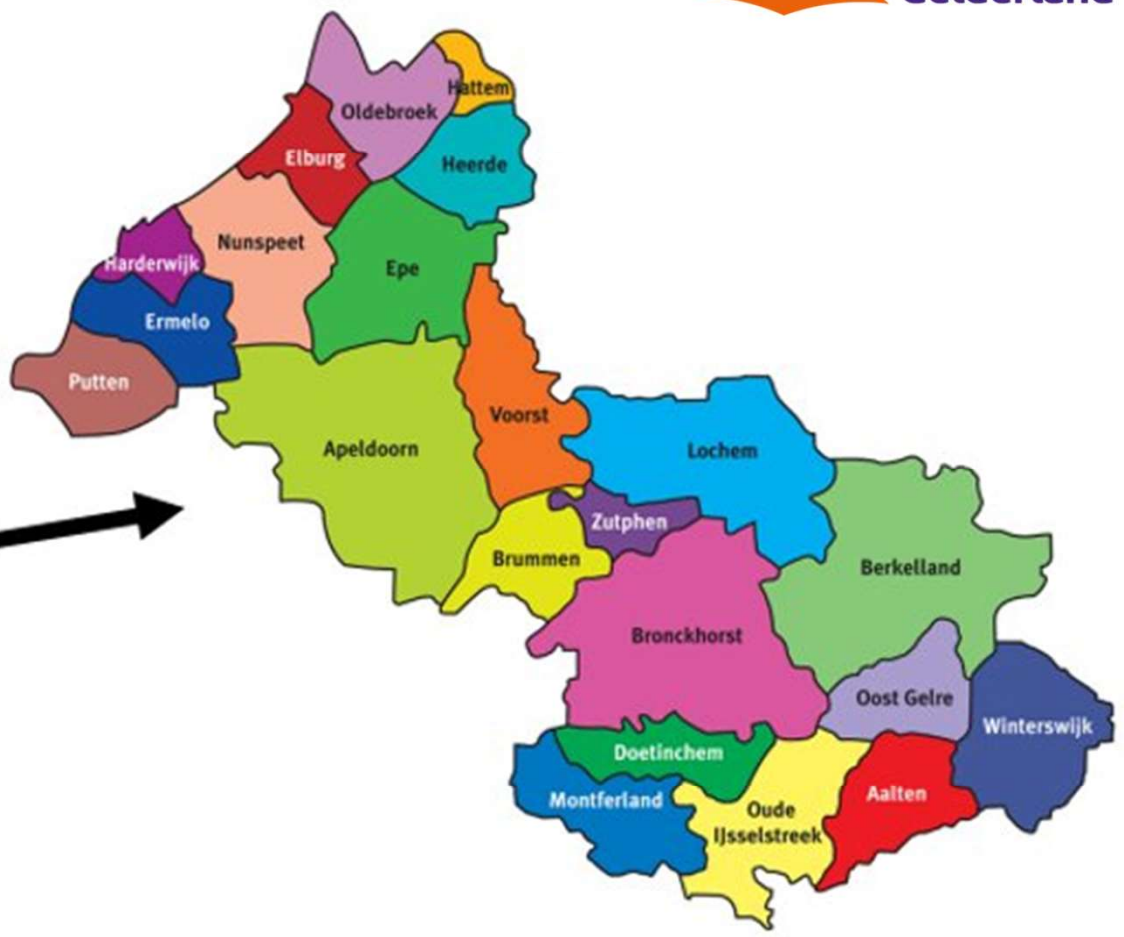 Hattem
Oldebroek
Elburg
Heerde
Nunspeet
Harderwijk
Epe
Ermelo
Putten
Voorst
Apeldoorn
Lochem
Zutphen
Brummen
Berkelland
Bronckhorst
Oost Gelre
Winterswijk
Doetinchem
Montferland
Aalten
Oude
IJsselstreek